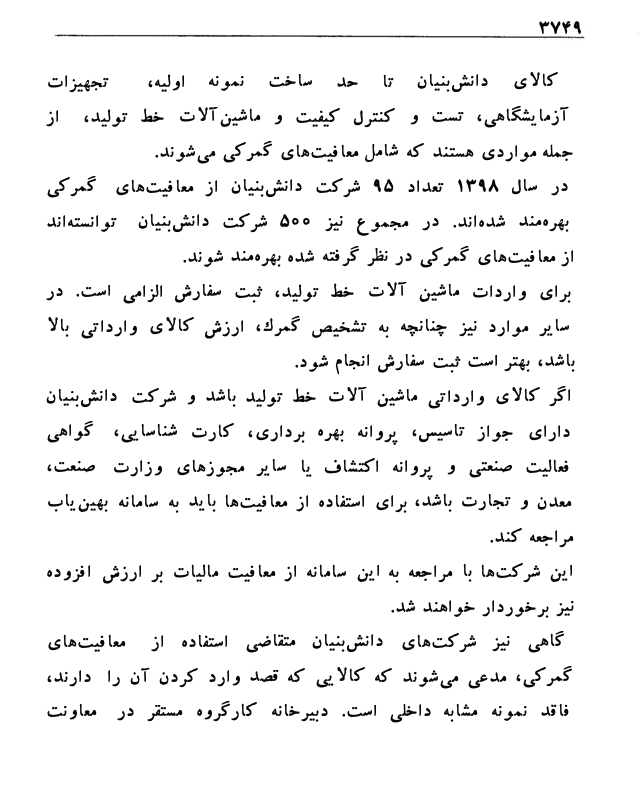 ۳۷۴۹
کالای دانش‌بنیان تا حد ساخت نمونه اولیه، تجهیزات
آزمایشگاهی، تست و کنترل کیفیت و ماشین‌آلات خط تولید، از
جمله مواردی هستند که شامل معافیت‌های گمرکی می‌شوند.
در سال ۱۳۹۸ تعداد ۹۵ شرکت دانش‌بنیان از معافیت‌های گمرکی
بهره‌مند شده‌اند. در مجموع نیز ۵۰۰ شرکت دانش‌بنیان توانسته‌اند
از معافیت‌های گمرکی در نظر گرفته شده بهره‌مند شوند.
برای واردات ماشین آلات خط تولید، ثبت سفارش الزامی است. در
سایر موارد نیز چنانچه به تشخیص گمرك، ارزش کالای وارداتی بالا
باشد، بهتر است ثبت سفارش انجام شود.
اگر کالای وارداتی ماشین آلات خط تولید باشد و شرکت دانش‌بنیان
دارای جواز تاسیس، پروانه بهره برداری، کارت شناسایی، گواهی
فعالیت صنعتی و پروانه اکتشاف یا سایر مجوزهای وزارت صنعت،
معدن و تجارت باشد، برای استفاده از معافیت‌ها باید به سامانه بهین‌یاب
مراجعه کند.
این شرکت‌ها با مراجعه به این سامانه از معافیت مالیات بر ارزش افزوده
نیز برخوردار خواهند شد.
گاهی نیز شرکت‌های دانش‌بنیان متقاضی استفاده از معافیت‌های
گمرکی، مدعی می‌شوند که کالایی که قصد وارد کردن آن را دارند،
فاقد نمونه مشابه داخلی است. دبیرخانه کارگروه مستقر در معاونت